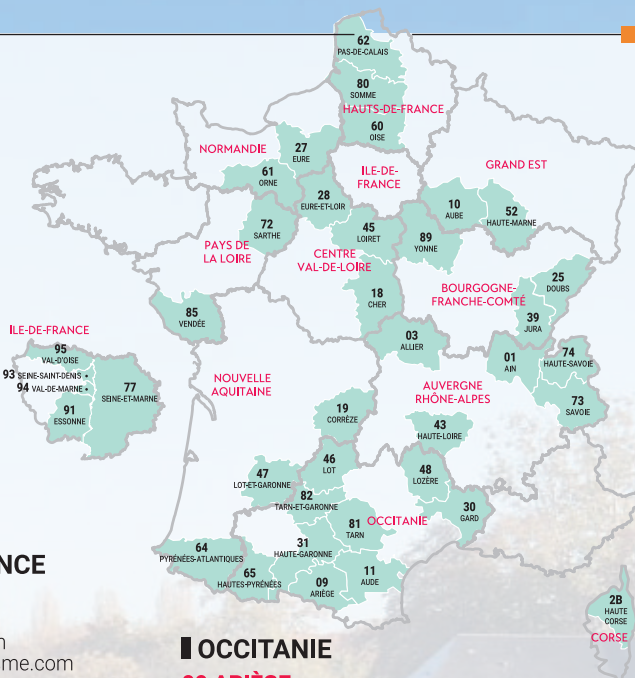 62
PAS-DE-CALAIS
80
SOMME
HAUTS-DE-FRANCE
60
OISE
NORMANDIE
27
EURE
61
ORNE
ILE-DE-
FRANCE
GRAND EST
28
EURE-ET-LOIR
10
AUBE
52
HAUTE-MARNE
72
SARTHE
45
LOIRET
89
YONNE
PAYS DE
LA LOIRE
CENTRE
VAL-DE-LOIRE
18
CHER
BOURGOGNE-
FRANCHE-COMTÉ
25
DOUBS
39
JURA
85
VENDÉE
ILE-DE-FRANCE
95
VAL-D'OISE
93 SEINE-SAINT-DENIS
94 VAL-DE-MARNE
77
SEINE-ET-MARNE
91
ESSONNE
03
ALLIER
01
AIN
74
HAUTE-SAVOIE
73
SAVOIE
NOUVELLE
AQUITAINE
AUVERGNE
RHÔNE-ALPES
19
CORRÈZE
43
HAUTE-LOIRE
46
LOT
47
LOT-ET-GARONNE
48
LOZÈRE
82
TARN-ET-GARONNE
81
TARN
OCCITANIE
30
GARD
31
HAUTE-GARONNE
64
PYRÉNÉES-ATLANTIQUES
65
HAUTES-PYRÉNÉES
09
ARIÈGE
11
AUDE
2B
HAUTE
CORSE
CORSE
NCE
me.com
OCCITANIE
09 ARIÈGE